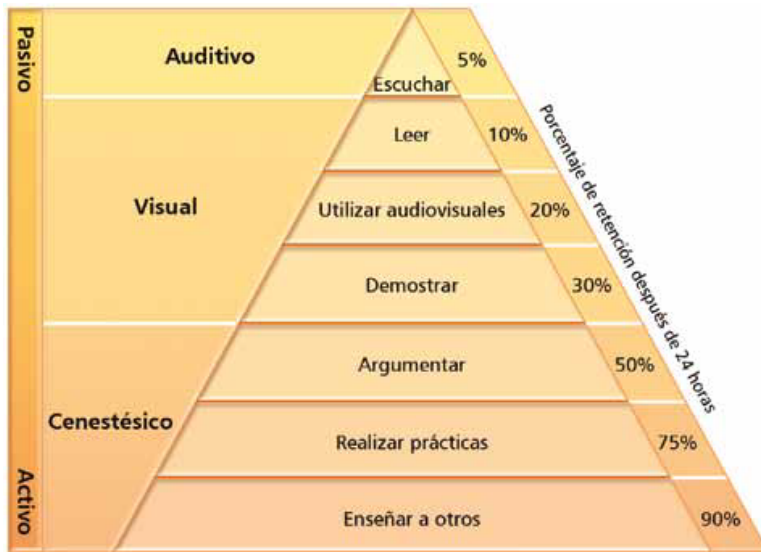 Pasivo
Auditivo
Escuchar
5%
Leer
10%
Visual
Utilizar audiovisuales
20%
Demostrar
30%
Argumentar
50%
Cenestésico
Realizar prácticas
75%
Activo
Enseñar a otros
90%
Porcentaje de retención después de 24 horas